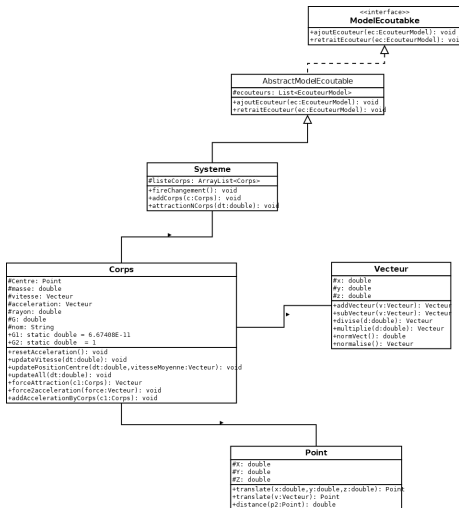 <<interface>>
ModelEcoutabke
+ajoutEcouteur(ec:EcouteurModel): void
+retraitEcouteur(ec:EcouteurModel): void
AbstractModelEcoutable
#ecouteurs: List<EcouteurModel>
+ajoutEcouteur(ec:EcouteurModel): void
+retraitEcouteur(ec:EcouteurModel): void
Systeme
#listeCorps: ArrayList<Corps>
+fireChangement(): void
+addCorps(c:Corps): void
+attractionNCorps(dt:double): void
Corps
#Centre: Point
#masse: double
#vitesse: Vecteur
#acceleration: Vecteur
#rayon: double
#G: double
#nom: String
+G1: static double = 6.67408E-11
+G2: static double  = 1
+resetAcceleration(): void
+updateVitesse(dt:double): void
+updatePositionCentre(dt:double,vitesseMoyenne:Vecteur): void
+updateAll(dt:double): void
+forceAttraction(c1:Corps): Vecteur
+force2acceleration(force:Vecteur): void
+addAccelerationByCorps(c1:Corps): void
Vecteur
#x: double
#y: double
#z: double
+addVecteur(v:Vecteur): Vecteur
+subVecteur(v:Vecteur): Vecteur
+divise(d:double): Vecteur
+multiplie(d:double): Vecteur
+normVect(): double
+normalise(): Vecteur
Point
#X: double
#Y: double
#Z: double
+translate(x:double,y:double,z:double): Point
+translate(v:Vecteur): Point
+distance(p2:Point): double